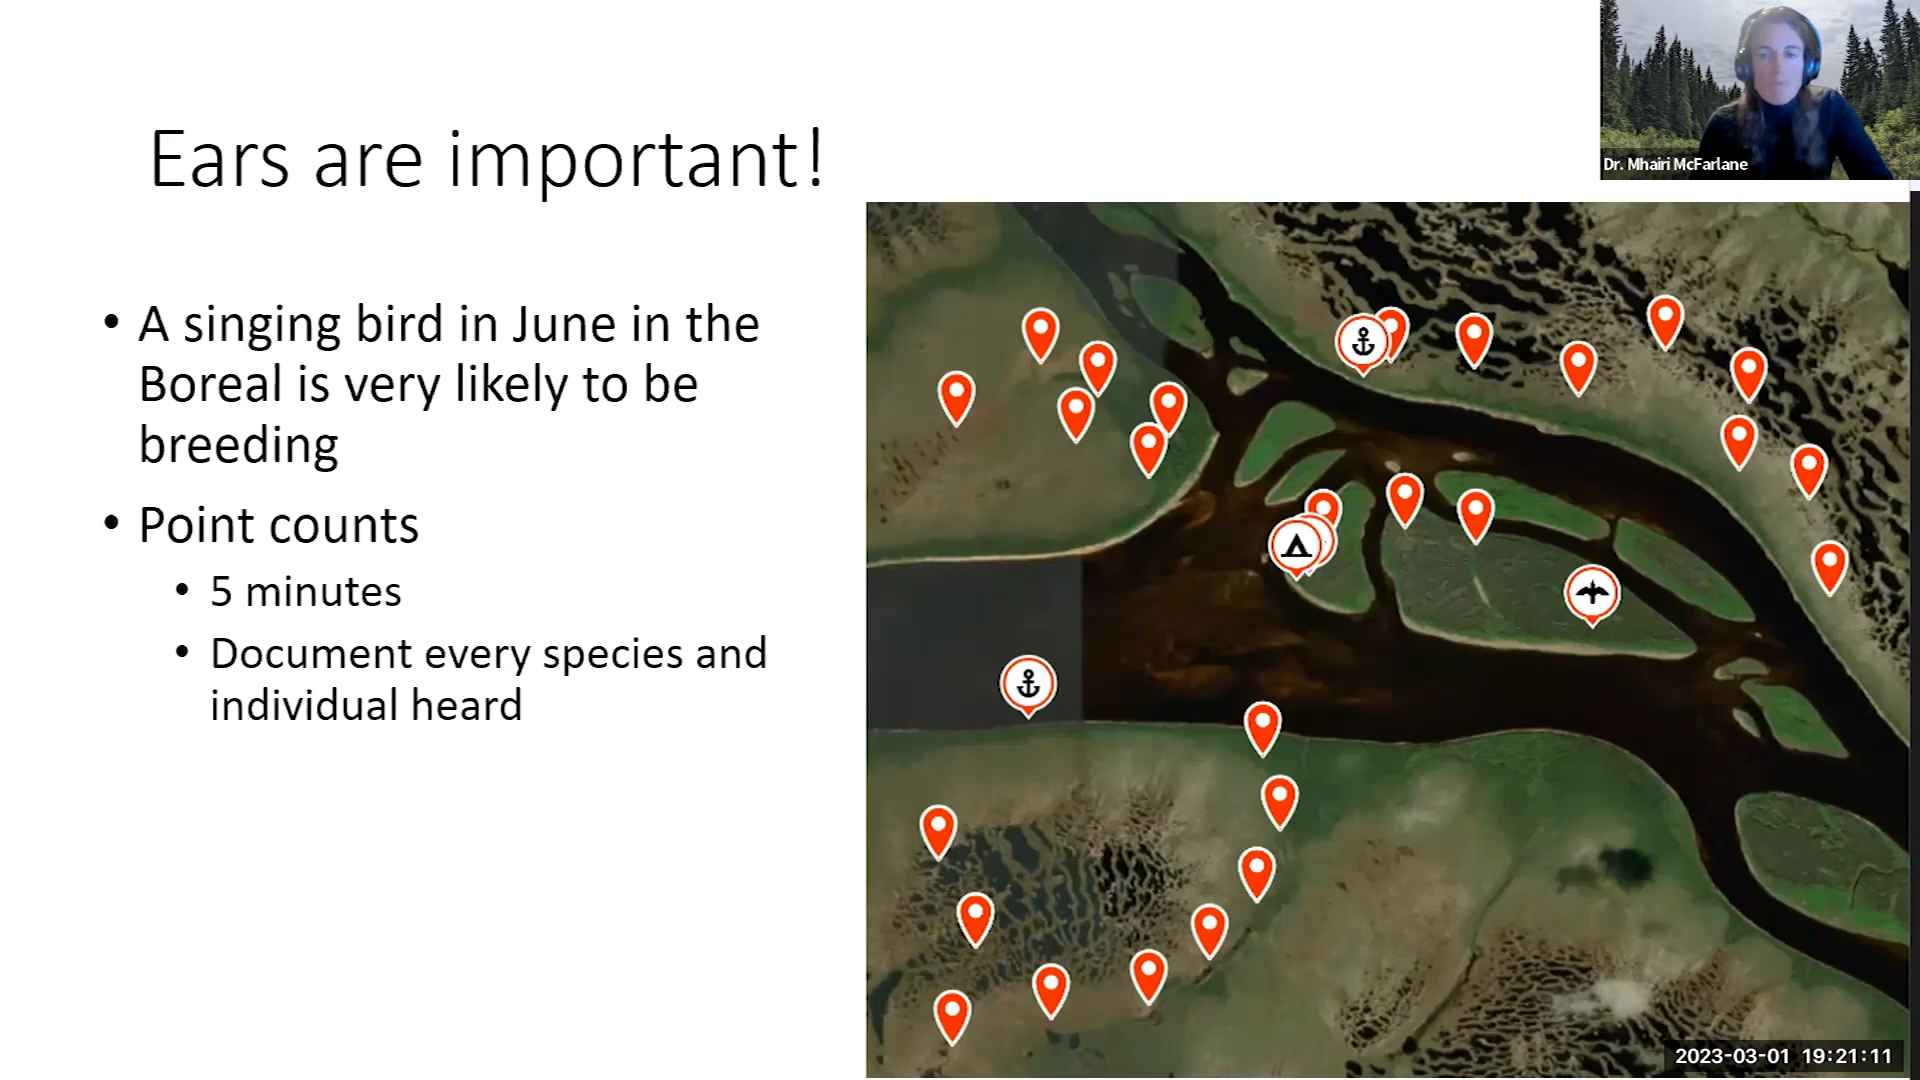 Dr. Mhairi McFarlane
Ears are important!
• A singing bird in June in the
Boreal is very likely to be
breeding
• Point counts
• 5 minutes
• Document every species and
individual heard
2023-03-01 19:21:11